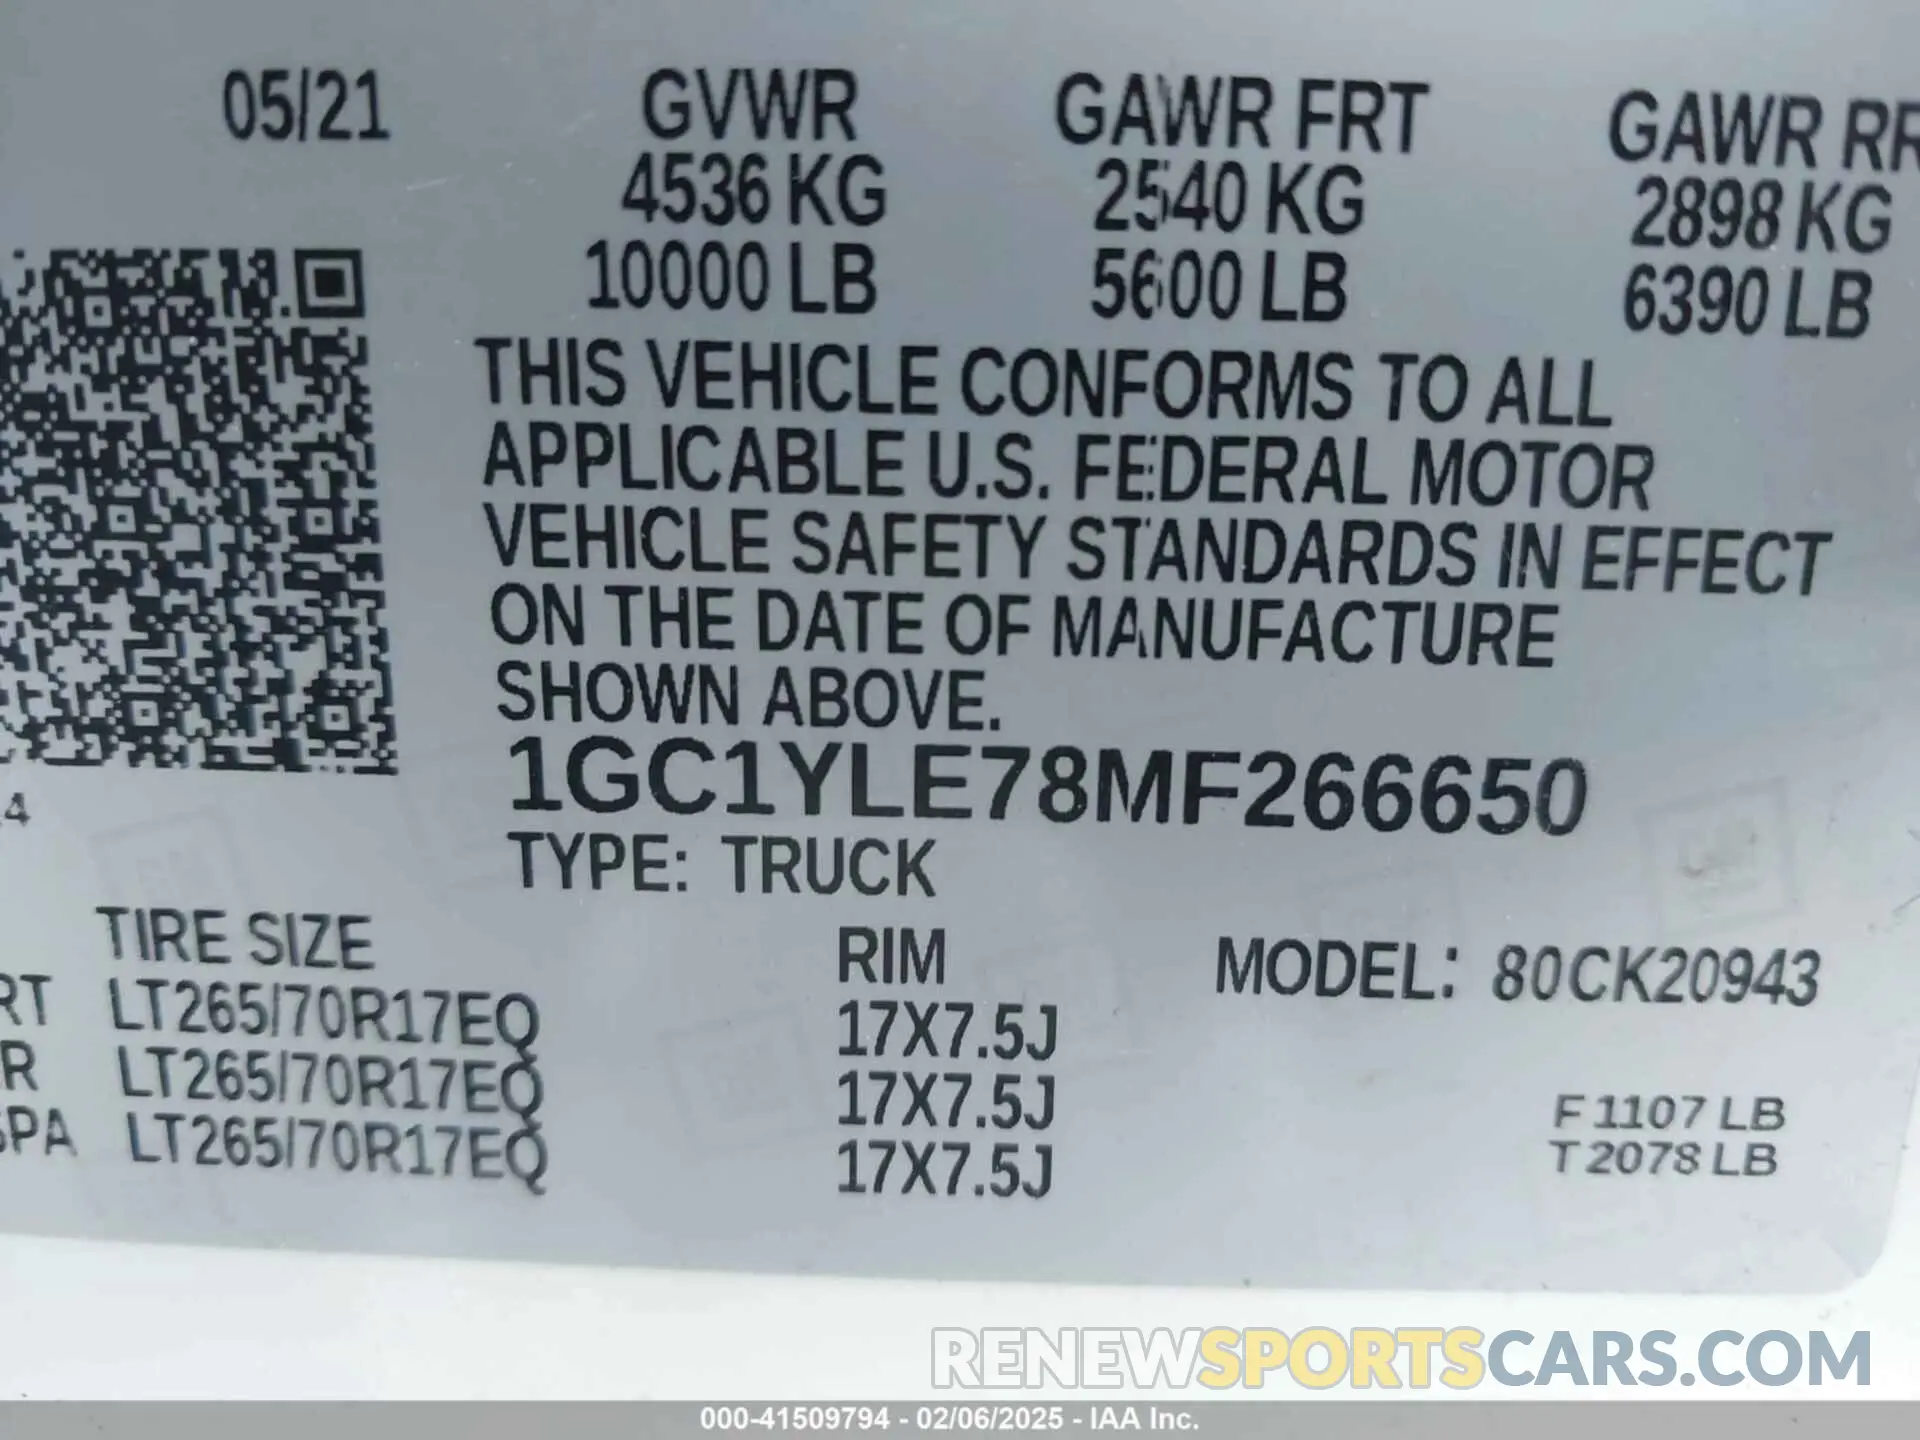 05/21 GVWR GAWR FRT GAWR RR
4536 KG 2540 KG 2898 KG
10000 LB 5600 LB 6390 LB
THIS VEHICLE CONFORMS TO ALL
APPLICABLE U.S. FEDERAL MOTOR
VEHICLE SAFETY STANDARDS IN EFFECT
ON THE DATE OF MANUFACTURE
SHOWN ABOVE.
1GC1YLE78MF266650
4
TYPE: TRUCK
TIRE SIZE RIM MODEL: 80CK20943
RT LT265/70R17EQ 17X7.5J
R LT265/70R17EQ 17X7.5J F 1107 LB
SPA LT265/70R17EQ 17X7.5J T 2078 LB
RENEWSPORTSCARS.COM
000-41509794 - 02/06/2025 - IAA Inc.